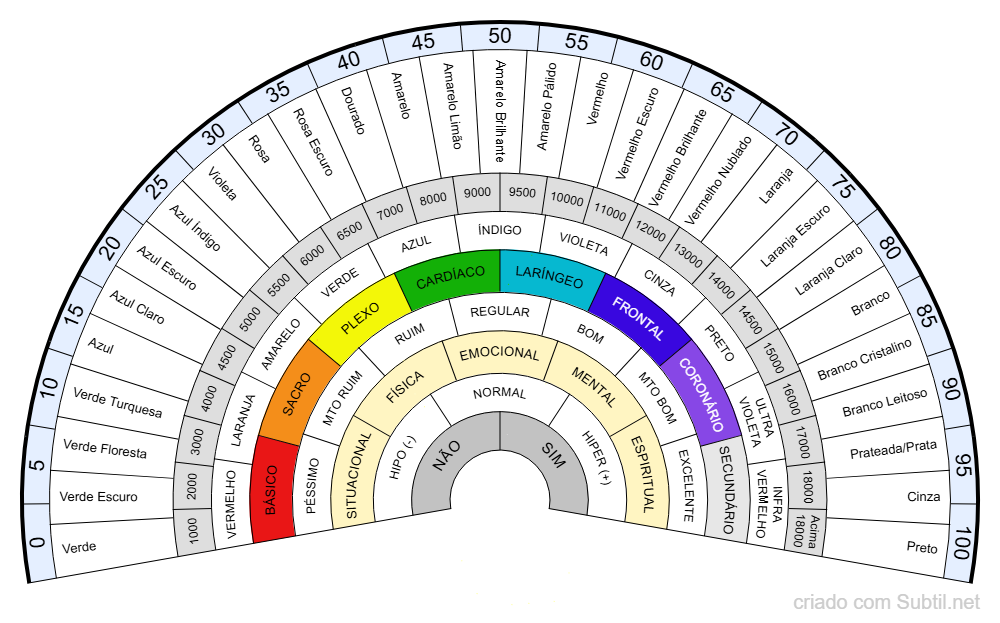 0
5
10
15
20
25
30
35
40
45
50
55
60
65
70
75
80
85
90
95
100
Verde
Verde Escuro
Verde Floresta
Verde Turquesa
Azul
Azul Claro
Azul Escuro
Azul Índigo
Violeta
Rosa
Rosa Escuro
Dourado
Amarelo
Amarelo Limão
Amarelo Brilhante
Amarelo Pálido
Vermelho
Vermelho Escuro
Vermelho Brilhante
Vermelho Nublado
Laranja
Laranja Escuro
Laranja Claro
Branco
Branco Cristalino
Branco Leitoso
Prateada/Prata
Cinza
Preto
1000
2000
3000
4000
4500
5000
5500
6000
6500
7000
8000
9000
9500
10000
11000
12000
13000
14000
14500
15000
16000
17000
18000
Acima
18000
VERMELHO
LARANJA
AMARELO
VERDE
AZUL
ÍNDIGO
VIOLETA
CINZA
PRETO
ULTRA
VIOLETA
INFRA
VERMELHO
BÁSICO
SACRO
PLEXO
CARDÍACO
LARÍNGEO
FRONTAL
CORONÁRIO
SECUNDÁRIO
PÉSSIMO
MTO RUIM
RUIM
REGULAR
BOM
MTO BOM
EXCELENTE
SITUACIONAL
FÍSICA
EMOCIONAL
MENTAL
ESPIRITUAL
HIPO (-)
NORMAL
HIPER (+)
NÃO
SIM
criado com Subtil.net